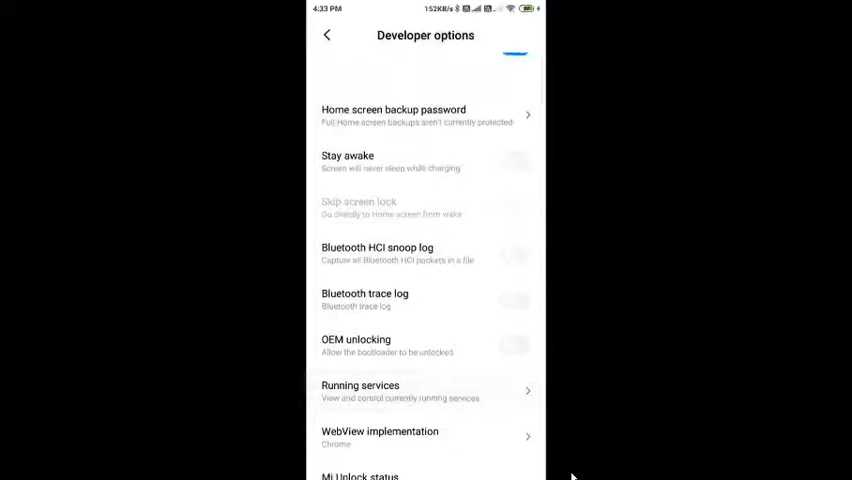 4:33 PM 152KB/s
Developer options
Home screen backup password
Full Home screen backups aren't currently protected
Stay awake
Screen will never sleep while charging
Skip screen lock
Go directly to Home screen from wake
Bluetooth HCI snoop log
Capture all Bluetooth HCI packets in a file
Bluetooth trace log
Bluetooth trace log
OEM unlocking
Allow the bootloader to be unlocked
Running services
View and control currently running services
WebView implementation
Chrome
Mi Unlock status